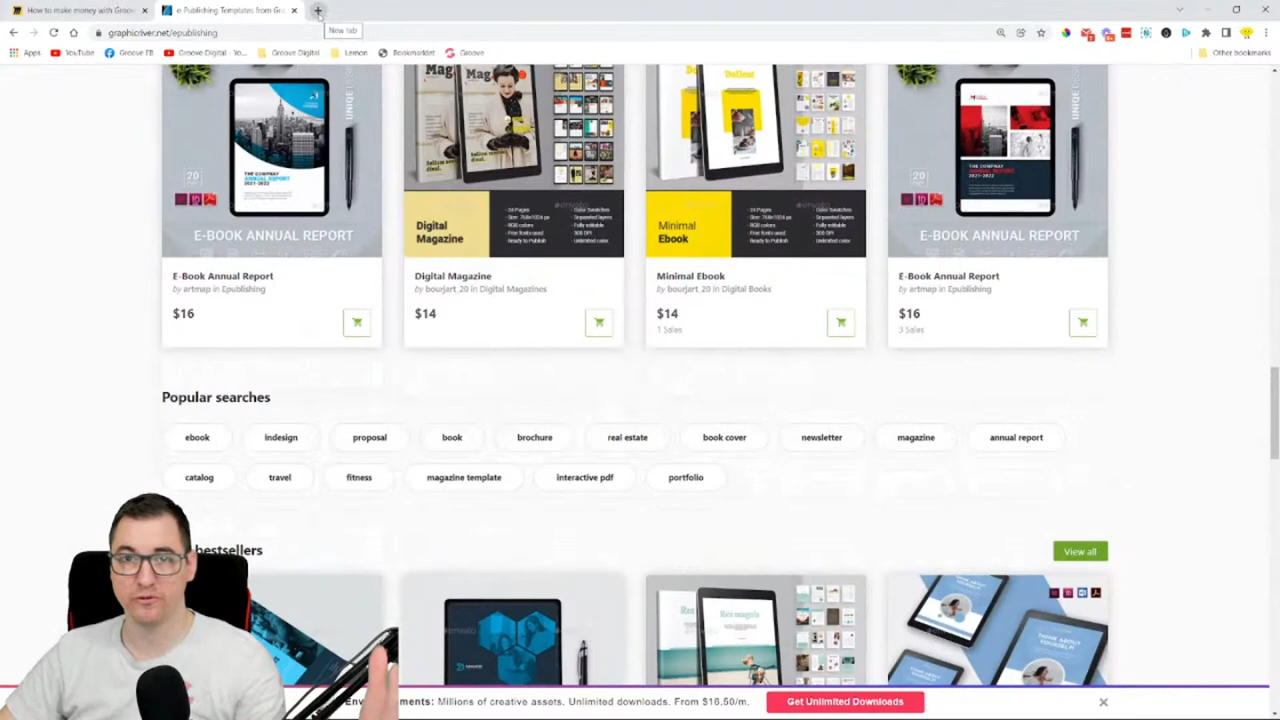 How to make money with Groov
e-Publishing Templates from Gr
graphicriver.net/epublishing
New tab
Apps
YouTube
Groove FB
Groove Digital - Yo...
Groove Digital
Lemon
Bookmarklet
Groove
Other bookmarks
20
E-BOOK ANNUAL REPORT
E-Book Annual Report
by artmap in Epublishing
$16
Digital
Magazine
Digital Magazine
by bourjart_20 in Digital Magazines
$14
Minimal
Ebook
Minimal Ebook
by bourjart_20 in Digital Books
$14
1 Sales
20
E-BOOK ANNUAL REPORT
E-Book Annual Report
by artmap in Epublishing
$16
3 Sales
Popular searches
ebook
indesign
proposal
book
brochure
real estate
book cover
newsletter
magazine
annual report
catalog
travel
fitness
magazine template
interactive pdf
portfolio
bestsellers
View all
THINK ABOUT
YOURSELF!
ments: Millions of creative assets. Unlimited downloads. From $16.50/m.
Get Unlimited Downloads